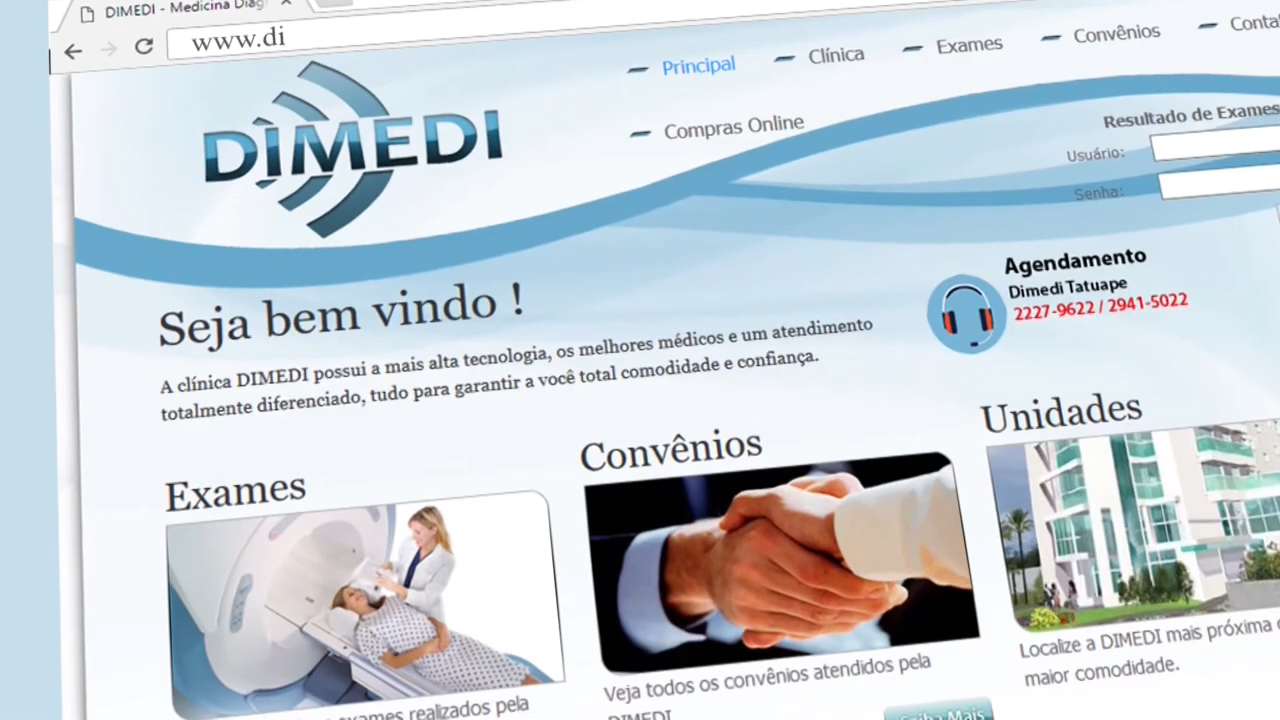 DIMEDI - Medicina Diag
www.di
DIMEDI
Principal
Clínica
Exames
Convênios
Compras Online
Resultado de Exames
Usuário:
Senha:
Agendamento
Dimedi Tatuape
2227-9622 / 2941-5022
Seja bem vindo !
A clínica DIMEDI possui a mais alta tecnologia, os melhores médicos e um atendimento
totalmente diferenciado, tudo para garantir a você total comodidade e confiança.
Exames
Convênios
Unidades
exames realizados pela
Veja todos os convênios atendidos pela
DIMEDI
Localize a DIMEDI mais próxima
maior comodidade.
Saiba Mais